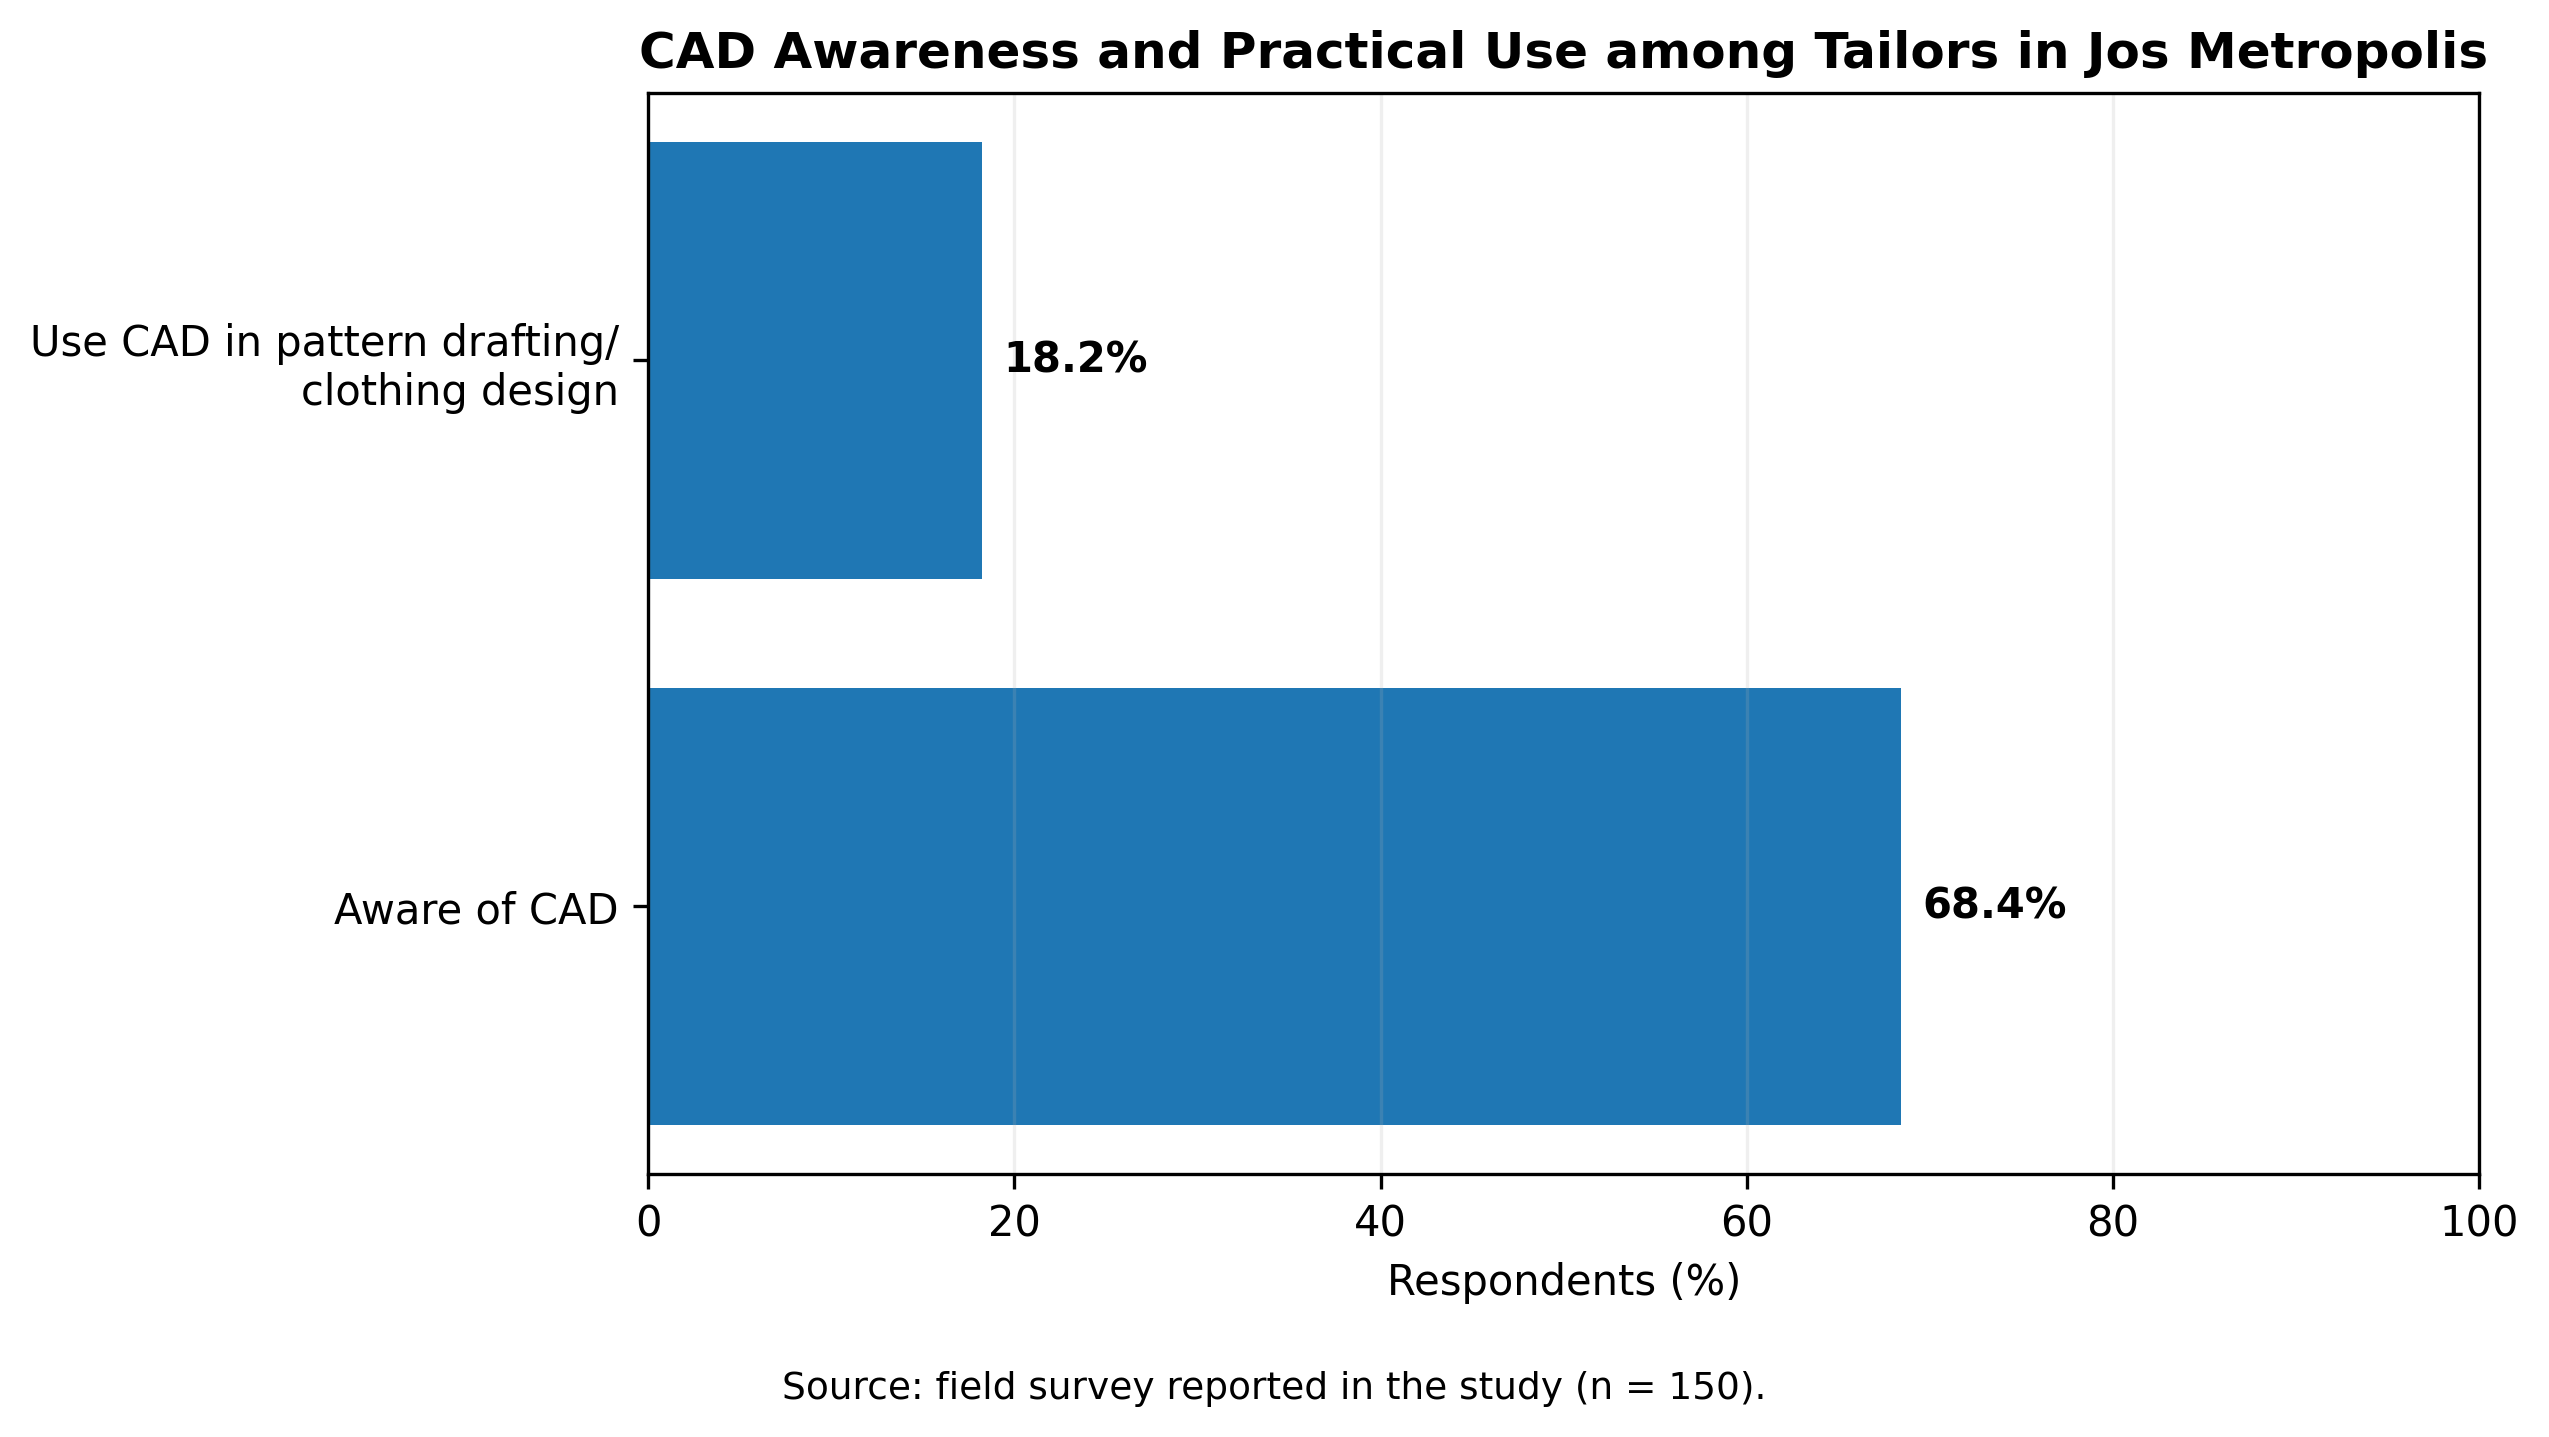 CAD Awareness and Practical Use among Tailors in Jos Metropolis
Use CAD in pattern drafting/
clothing design
18.2%
Aware of CAD
68.4%
0 20 40 60 80 100
Respondents (%)
Source: field survey reported in the study (n = 150).